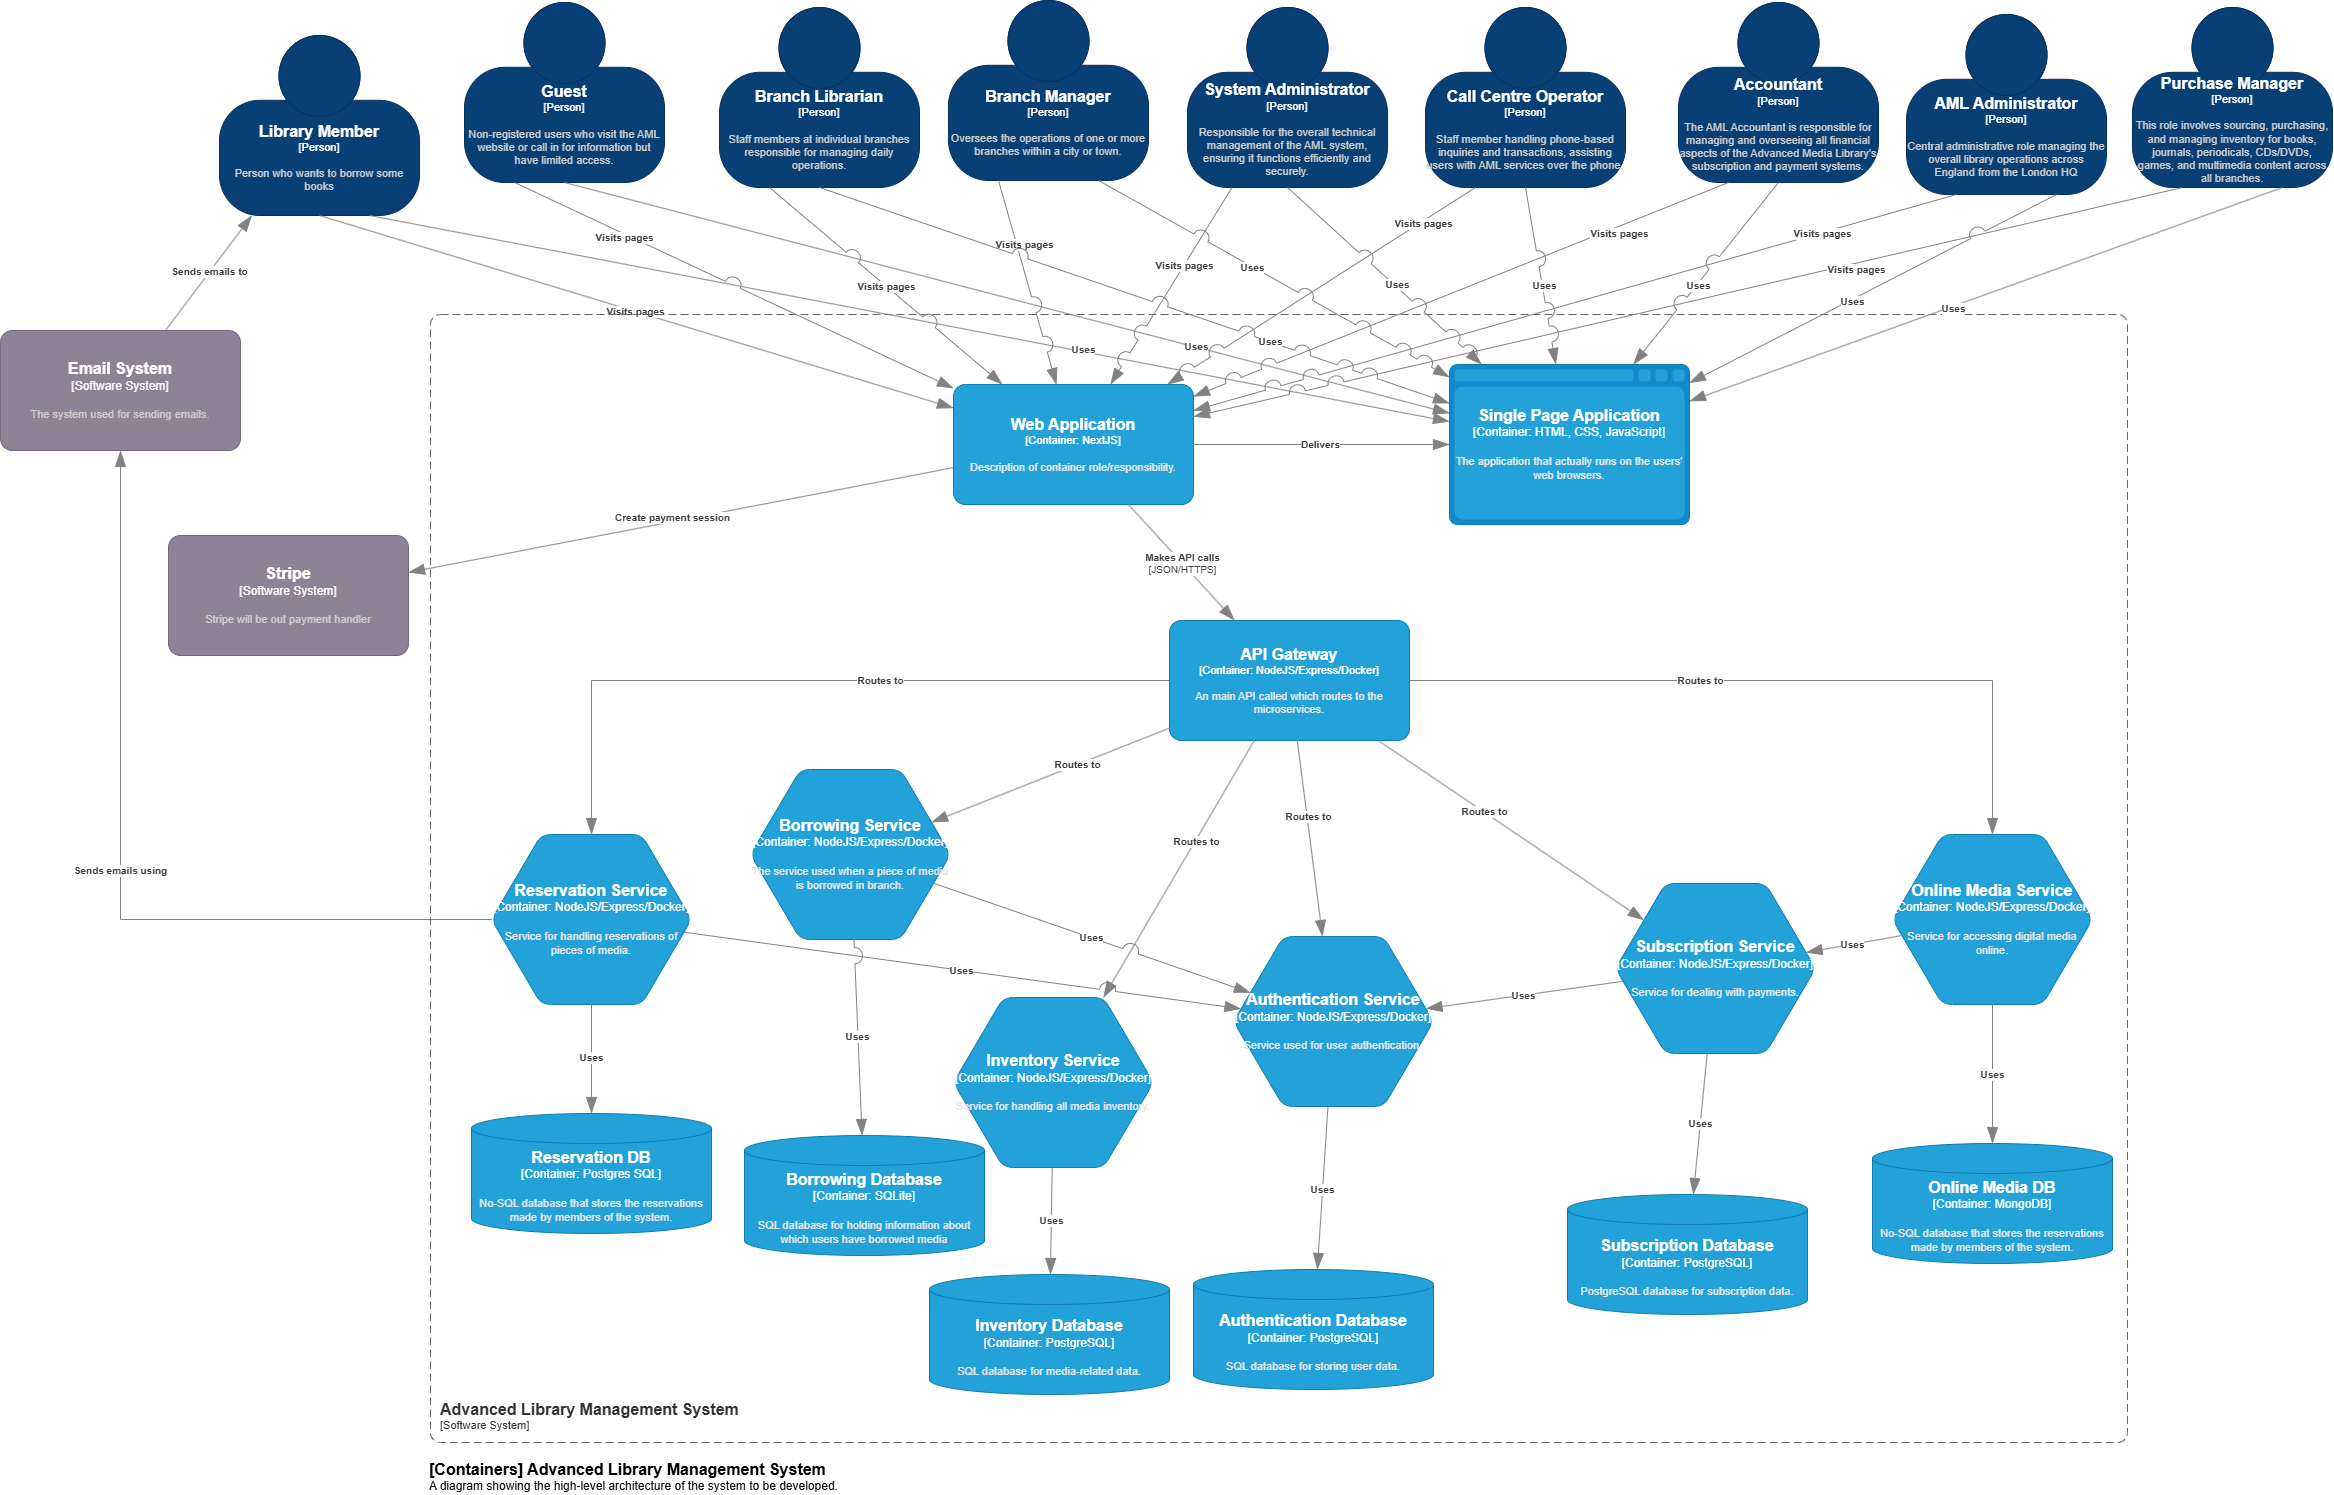 Library Member
[Person]
Person who wants to borrow some
books
Guest
[Person]
Non-registered users who visit the AML
website or call in for information but
have limited access.
Branch Librarian
[Person]
Staff members at individual branches
responsible for managing daily
operations.
Branch Manager
[Person]
Oversees the operations of one or more
branches within a city or town.
System Administrator
[Person]
Responsible for the overall technical
management of the AML system,
ensuring it functions efficiently and
securely.
Call Centre Operator
[Person]
Staff member handling phone-based
inquiries and transactions, assisting
users with AML services over the phone
Accountant
[Person]
The AML Accountant is responsible for
managing and overseeing all financial
aspects of the Advanced Media Library's
subscription and payment systems.
AML Administrator
[Person]
Central administrative role managing the
overall library operations across
England from the London HQ
Purchase Manager
[Person]
This role involves sourcing, purchasing,
and managing inventory for books,
journals, periodicals, CDs/DVDs,
games, and multimedia content across
all branches.
Sends emails to
Visits pages
Visits pages
Visits pages
Visits pages
Visits pages
Visits pages
Visits pages
Visits pages
Visits pages
Uses
Uses
Uses
Uses
Uses
Uses
Uses
Uses
Uses
Email System
[Software System]
The system used for sending emails.
Web Application
[Container: NextJS]
Description of container role/responsibility.
Delivers
Single Page Application
[Container: HTML, CSS, JavaScript]
The application that actually runs on the users'
web browsers.
Create payment session
Stripe
[Software System]
Stripe will be out payment handler
Makes API calls
[JSON/HTTPS]
API Gateway
[Container: NodeJS/Express/Docker]
An main API called which routes to the
microservices.
Routes to
Routes to
Routes to
Routes to
Routes to
Routes to
Sends emails using
Reservation Service
[Container: NodeJS/Express/Docker]
Service for handling reservations of
pieces of media.
Borrowing Service
[Container: NodeJS/Express/Docker]
The service used when a piece of media
is borrowed in branch.
Inventory Service
[Container: NodeJS/Express/Docker]
Service for handling all media inventory
Authentication Service
[Container: NodeJS/Express/Docker]
Service used for user authentication
Subscription Service
[Container: NodeJS/Express/Docker]
Service for dealing with payments.
Online Media Service
[Container: NodeJS/Express/Docker]
Service for accessing digital media
online.
Uses
Uses
Uses
Uses
Uses
Uses
Uses
Uses
Uses
Uses
Reservation DB
[Container: Postgres SQL]
No-SQL database that stores the reservations
made by members of the system.
Borrowing Database
[Container: SQLite]
SQL database for holding information about
which users have borrowed media
Inventory Database
[Container: PostgreSQL]
SQL database for media-related data.
Authentication Database
[Container: PostgreSQL]
SQL database for storing user data.
Subscription Database
[Container: PostgreSQL]
PostgreSQL database for subscription data.
Online Media DB
[Container: MongoDB]
No-SQL database that stores the reservations
made by members of the system.
Advanced Library Management System
[Software System]
[Containers] Advanced Library Management System
A diagram showing the high-level architecture of the system to be developed.